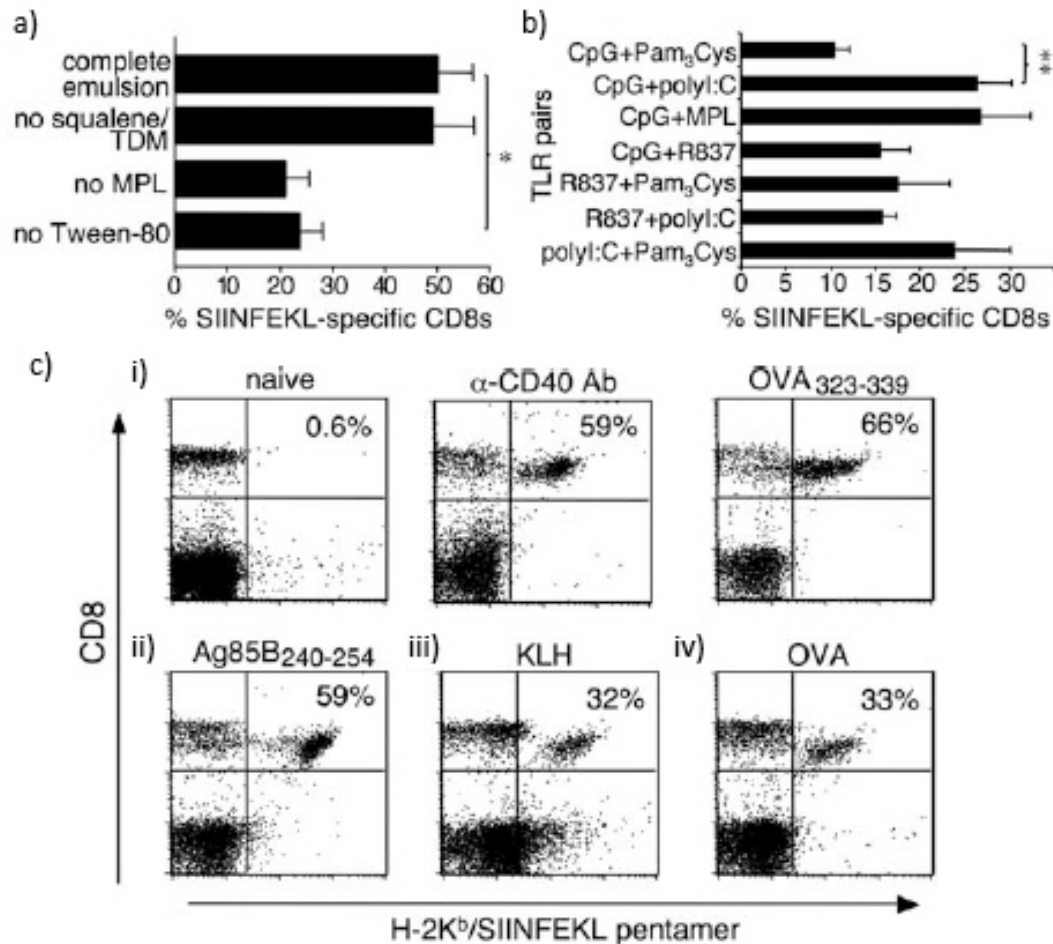 a)
complete
emulsion
no squalene/
TDM
no MPL
no Tween-80
*
0 10 20 30 40 50 60
% SIINFEKL-specific CD8s
b)
TLR pairs
CpG+Pam₃Cys
CpG+polyI:C
CpG+MPL
CpG+R837
R837+Pam₃Cys
R837+polyI:C
polyI:C+Pam₃Cys
**
0 5 10 15 20 25 30
% SIINFEKL-specific CD8s
c)
i)
naive
0.6%
α-CD40 Ab
59%
OVA₃₂₃₋₃₃₉
66%
CD8
ii)
Ag85B₂₄₀₋₂₅₄
59%
iii)
KLH
32%
iv)
OVA
33%
H-2Kᵇ/SIINFEKL pentamer